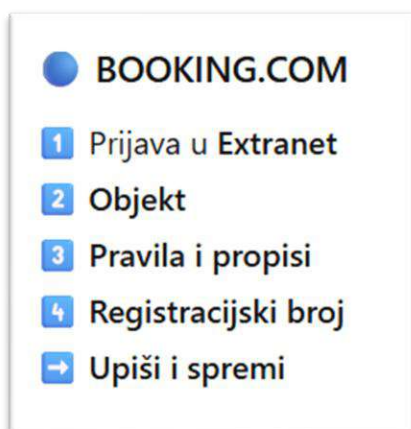 🔵 BOOKING.COM
1️⃣ Prijava u Extranet
2️⃣ Objekt
3️⃣ Pravila i propisi
4️⃣ Registracijski broj
➡️ Upiši i spremi